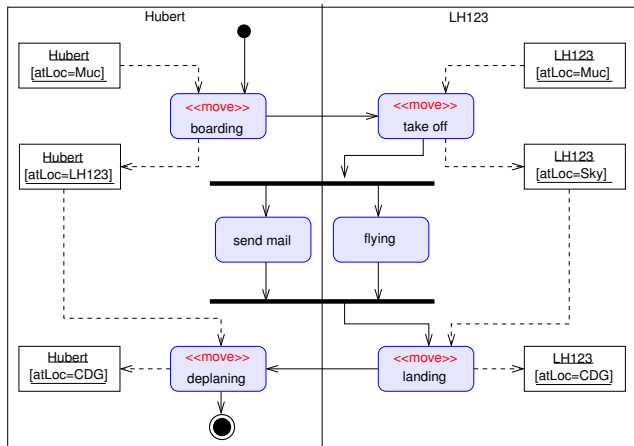 Hubert
LH123
Hubert
[atLoc=Muc]
LH123
[atLoc=Muc]
<<move>>
boarding
<<move>>
take off
Hubert
[atLoc=LH123]
LH123
[atLoc=Sky]
send mail
flying
Hubert
[atLoc=CDG]
<<move>>
deplaning
<<move>>
landing
LH123
[atLoc=CDG]